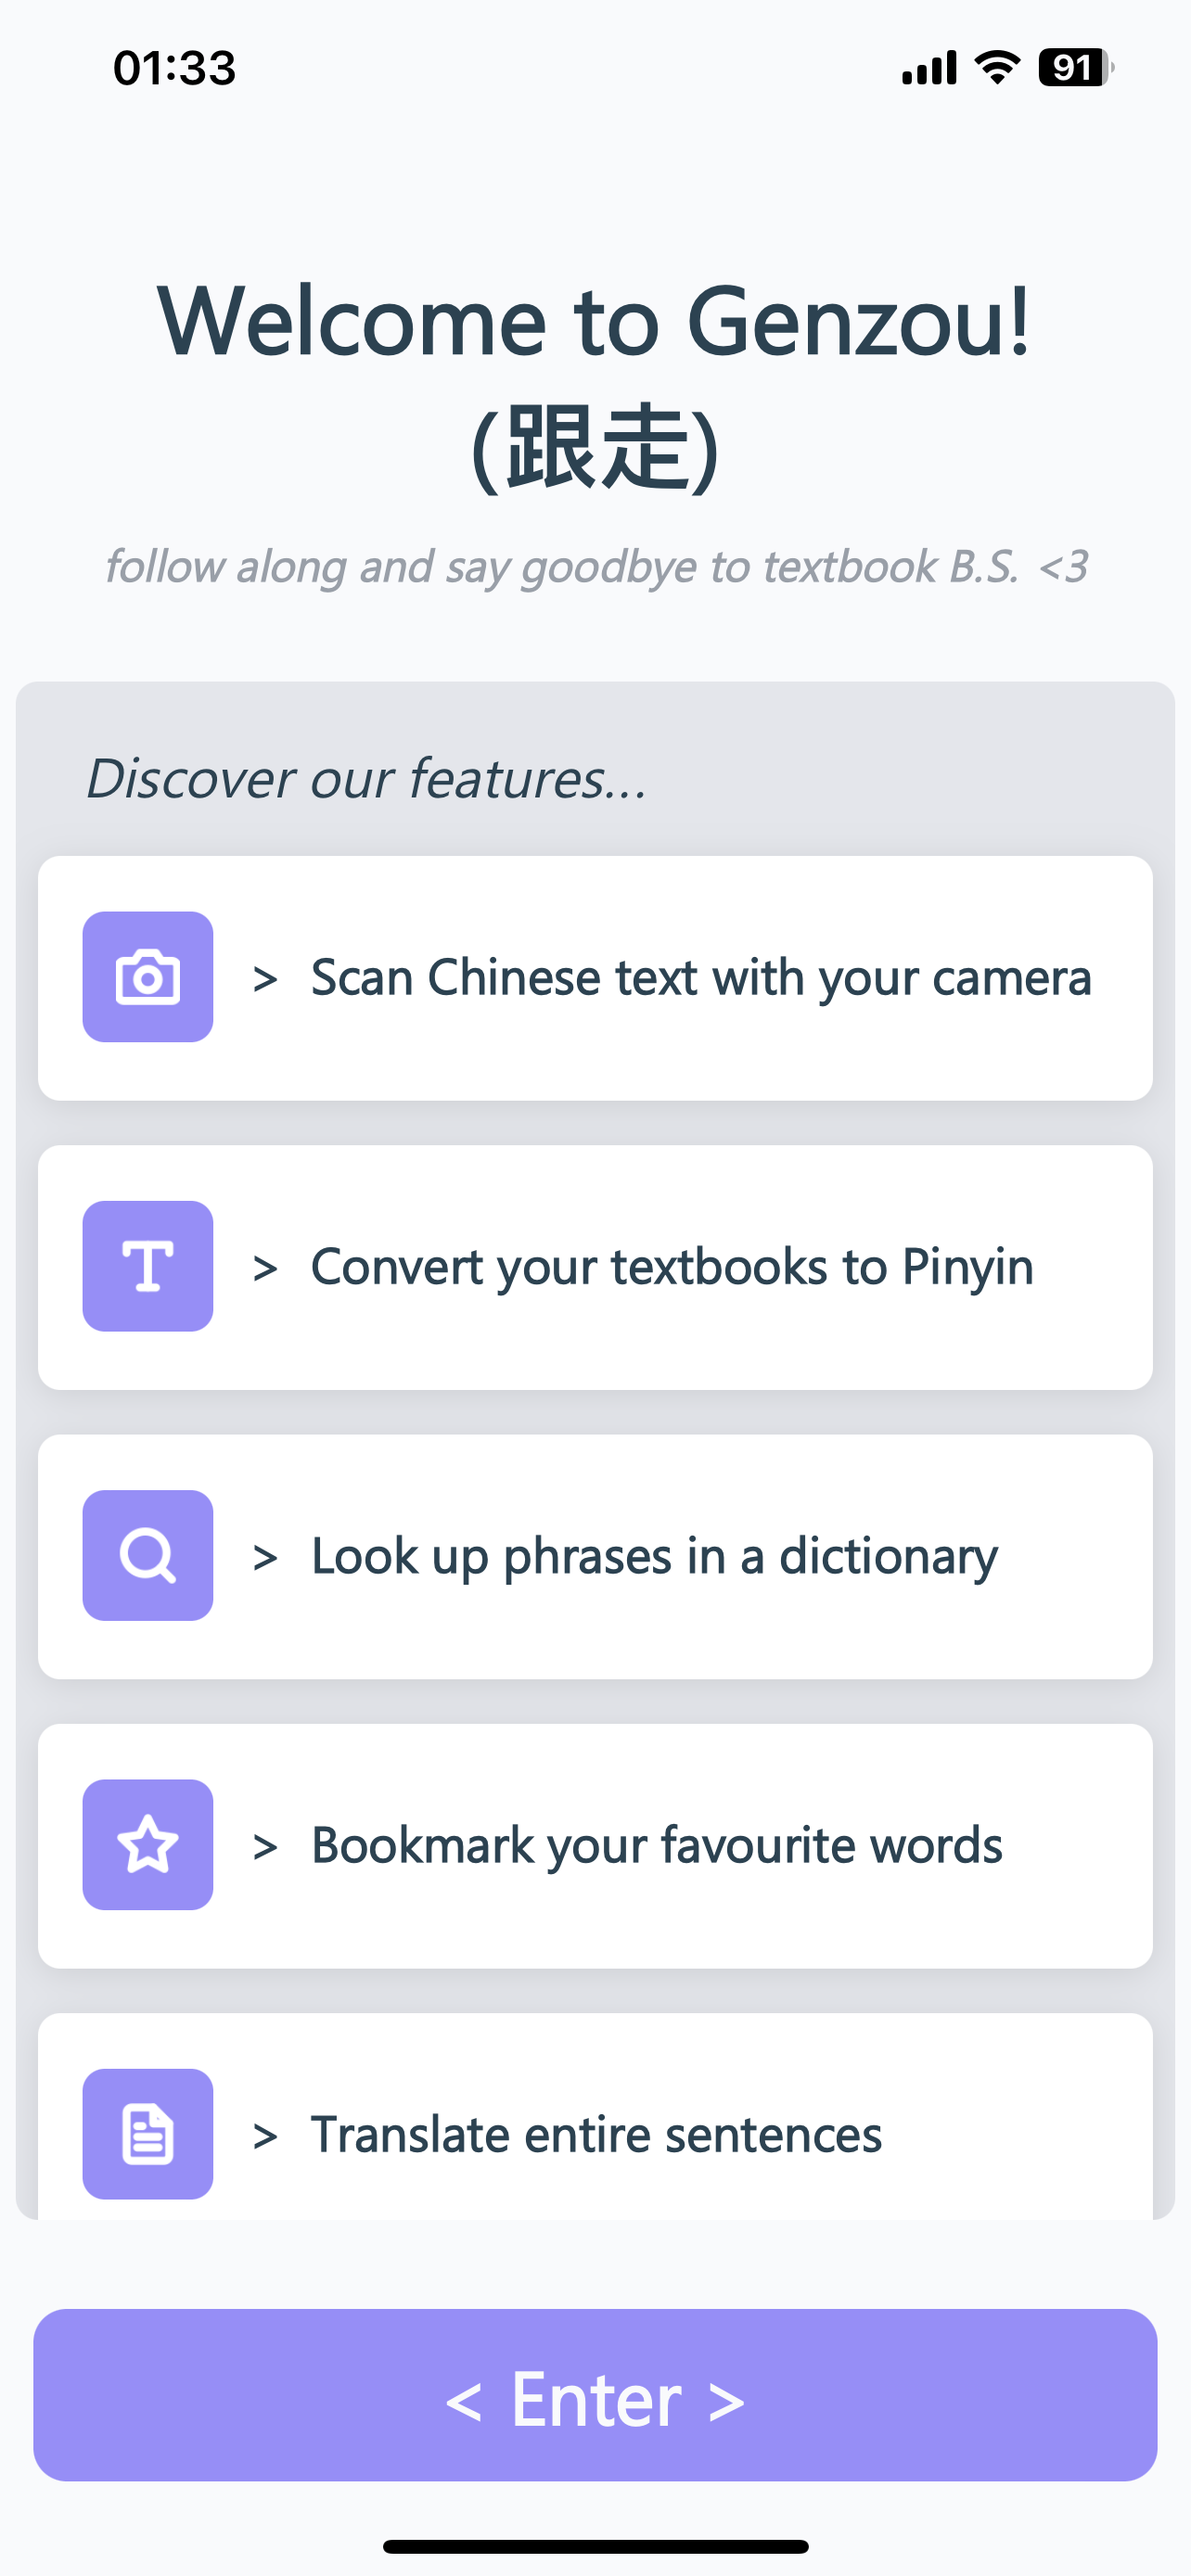 01:33
91
Welcome to Genzou!
(跟走)
follow along and say goodbye to textbook B.S. <3
Discover our features...
> Scan Chinese text with your camera
> Convert your textbooks to Pinyin
> Look up phrases in a dictionary
> Bookmark your favourite words
> Translate entire sentences
< Enter >